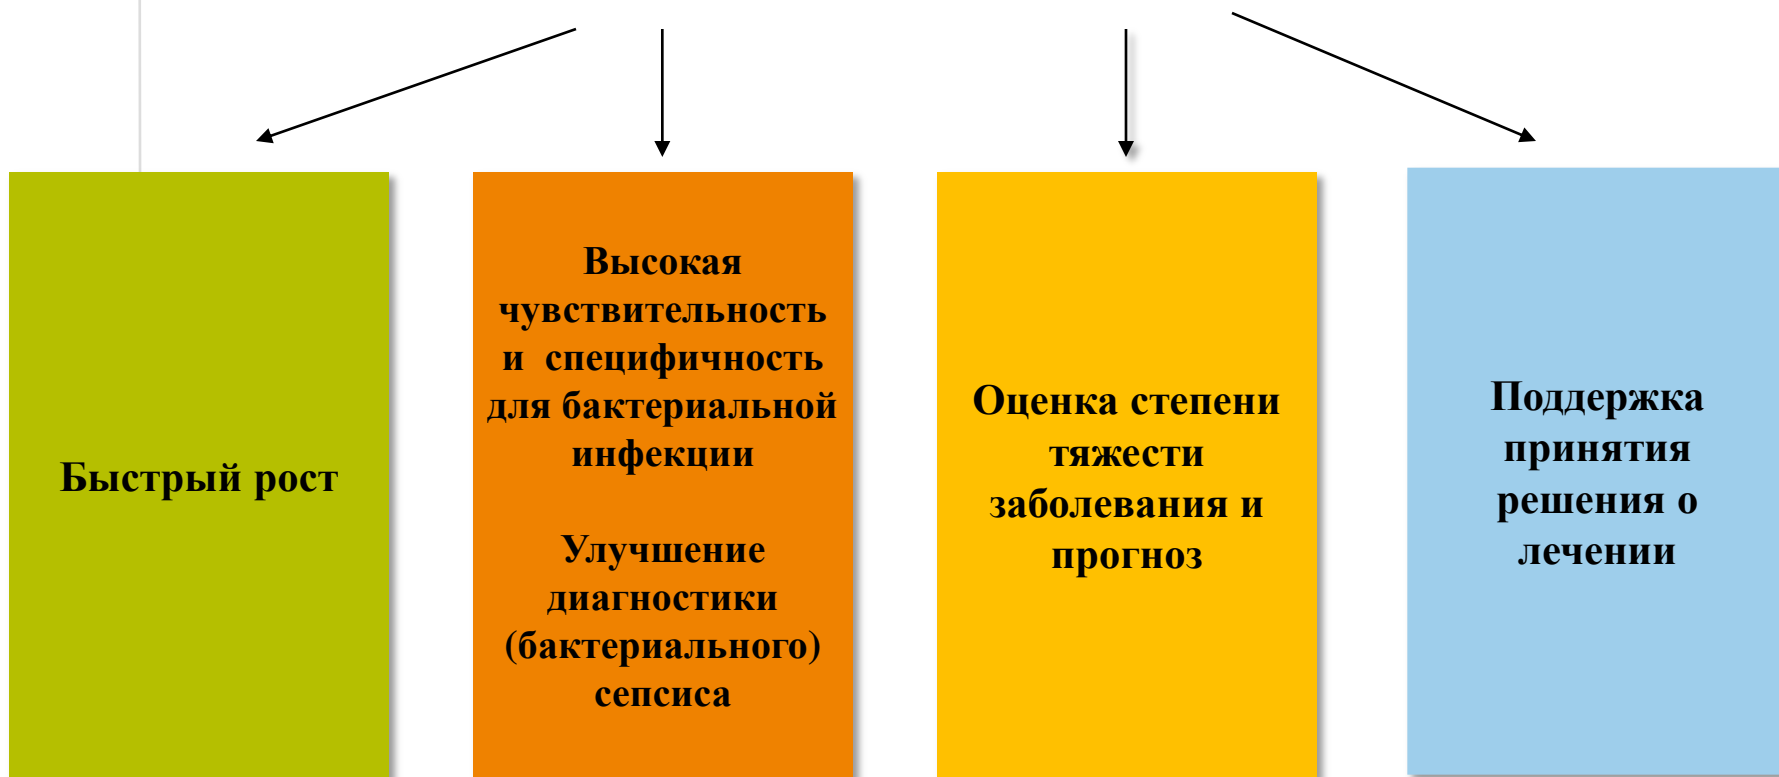 Быстрый рост
Высокая
чувствительность
и специфичность
для бактериальной
инфекции
Улучшение
диагностики
(бактериального)
сепсиса
Оценка степени
тяжести
заболевания и
прогноз
Поддержка
принятия
решения о
лечении